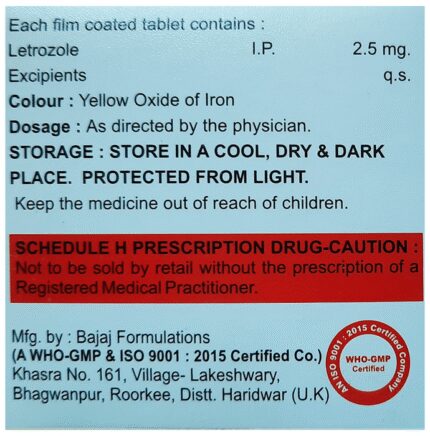 Each film coated tablet contains :
Letrozole I.P. 2.5 mg.
Excipients q.s.
Colour : Yellow Oxide of Iron
Dosage : As directed by the physician.
STORAGE : STORE IN A COOL, DRY & DARK
PLACE. PROTECTED FROM LIGHT.
Keep the medicine out of reach of children.
SCHEDULE H PRESCRIPTION DRUG-CAUTION :
Not to be sold by retail without the prescription of a
Registered Medical Practitioner.
Mfg. by : Bajaj Formulations
(A WHO-GMP & ISO 9001 : 2015 Certified Co.)
Khasra No. 161, Village- Lakeshwary,
Bhagwanpur, Roorkee, Distt. Haridwar (U.K)
AN ISO 9001 : 2015 Certified Company
WHO-GMP
Certified